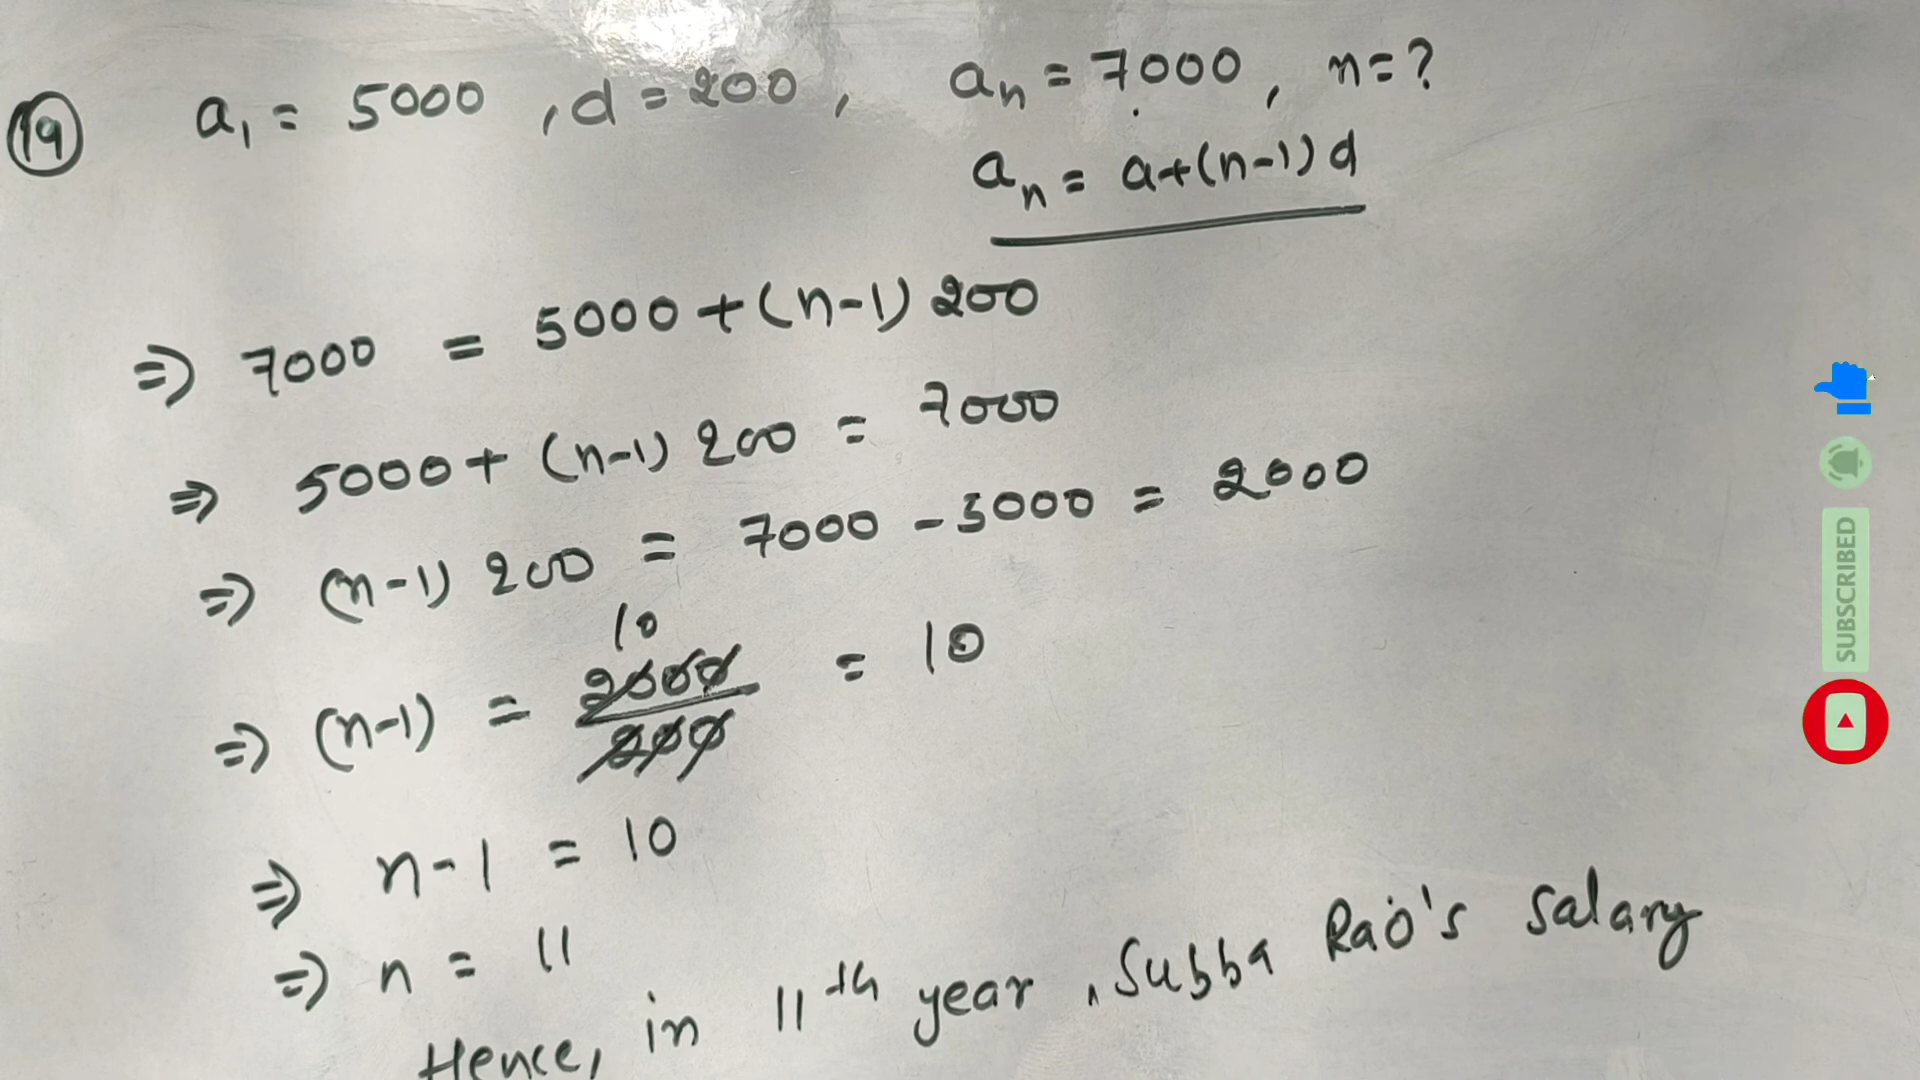 19 a₁ = 5000, d = 200, aₙ = 7000, n = ?
aₙ = a+(n-1)d
⇒ 7000 = 5000+(n-1) 200
⇒ 5000+ (n-1) 200 = 7000
⇒ (n-1) 200 = 7000 - 5000 = 2000
10
⇒ (n-1) = 2000/200 = 10
⇒ n-1 = 10
⇒ n = 11
Hence, in 11th year, Subba Rao's salary
SUBSCRIBED